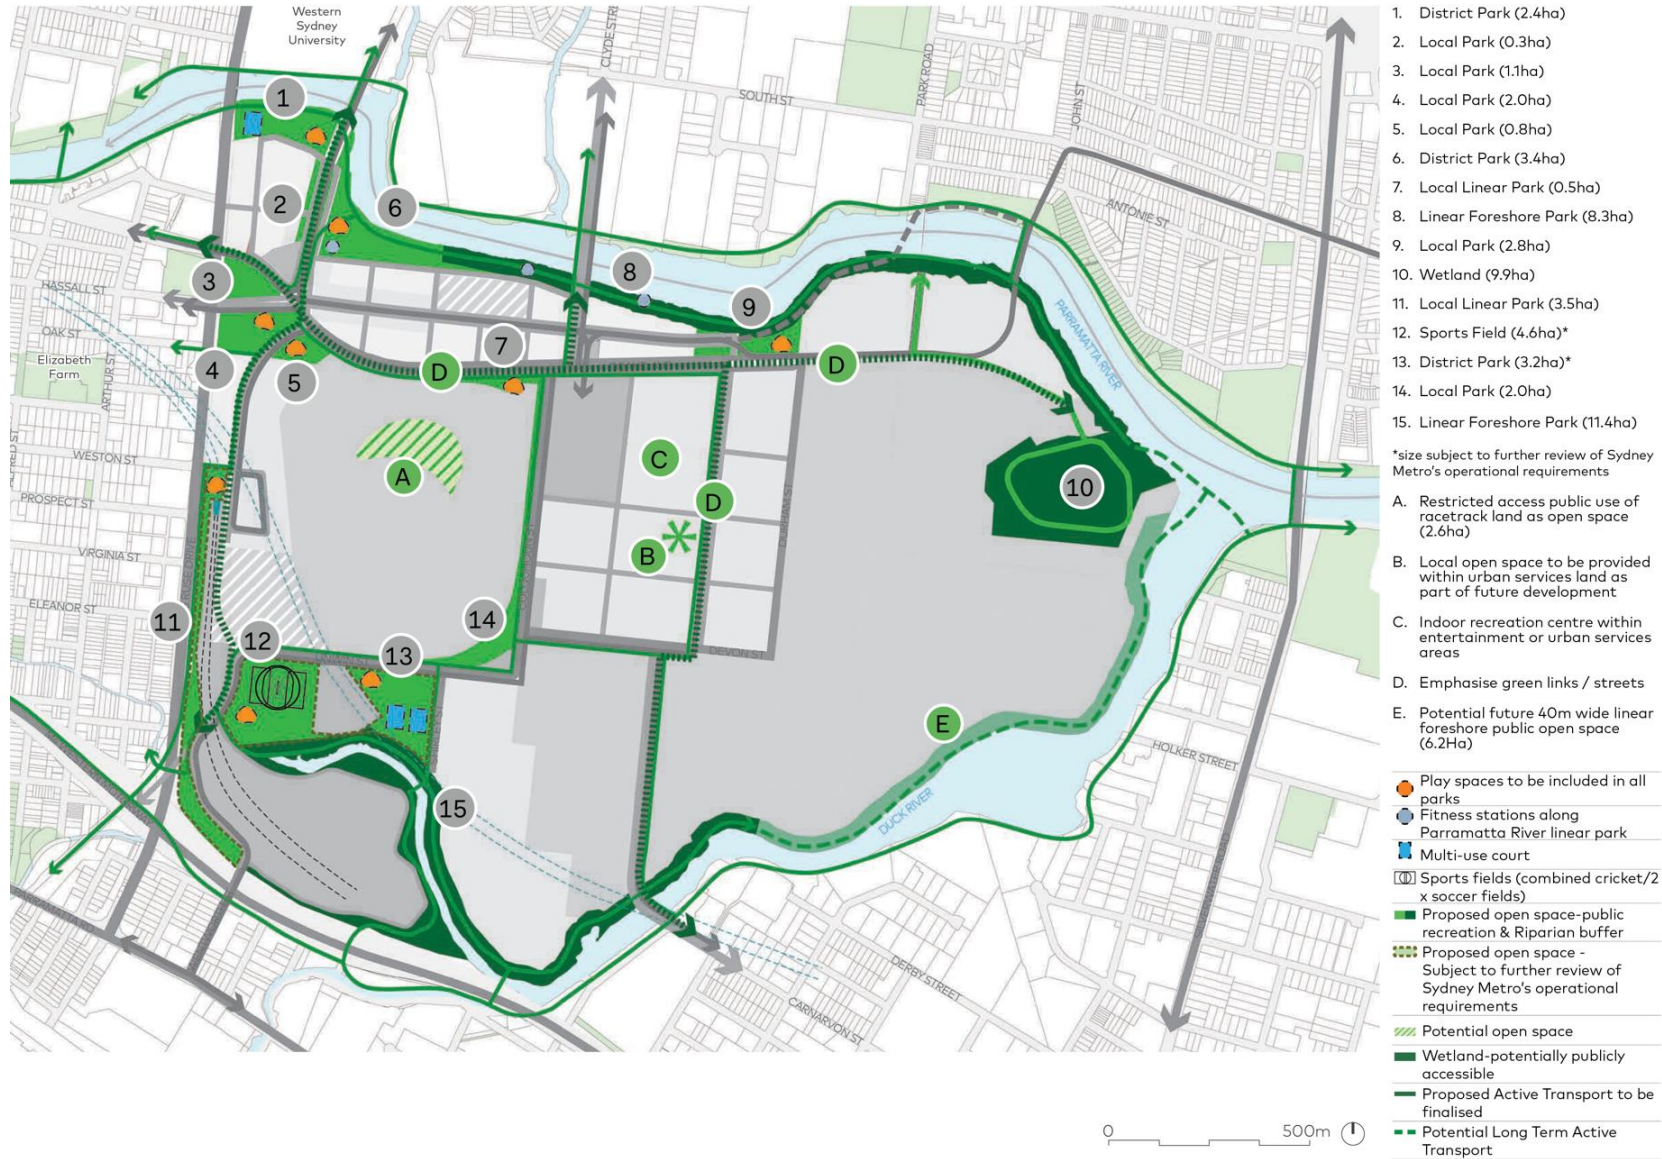 Western
Sydney
University
CLYDE STRE
PARK ROAD
JOHN ST
SOUTH ST
ANTONIE ST
1
2
6
3
8
9
HASSALL ST
OAK ST
Elizabeth
Farm
ARTHUR ST
ALFRED ST
4
5
7
D
D
PARRAMATTA RIVER
WESTON ST
A
C
D
10
PROSPECT ST
B
DURHAM ST
VIRGINIA ST
ELEANOR ST
11
12
13
14
DEVON ST
E
HOLKER STREET
15
DUCK RIVER
DERBY STREET
CARNARVON ST
0 500m
1. District Park (2.4ha)
2. Local Park (0.3ha)
3. Local Park (1.1ha)
4. Local Park (2.0ha)
5. Local Park (0.8ha)
6. District Park (3.4ha)
7. Local Linear Park (0.5ha)
8. Linear Foreshore Park (8.3ha)
9. Local Park (2.8ha)
10. Wetland (9.9ha)
11. Local Linear Park (3.5ha)
12. Sports Field (4.6ha)*
13. District Park (3.2ha)*
14. Local Park (2.0ha)
15. Linear Foreshore Park (11.4ha)
*size subject to further review of Sydney
Metro's operational requirements
A. Restricted access public use of
racetrack land as open space
(2.6ha)
B. Local open space to be provided
within urban services land as
part of future development
C. Indoor recreation centre within
entertainment or urban services
areas
D. Emphasise green links / streets
E. Potential future 40m wide linear
foreshore public open space
(6.2Ha)
Play spaces to be included in all
parks
Fitness stations along
Parramatta River linear park
Multi-use court
Sports fields (combined cricket/2
x soccer fields)
Proposed open space-public
recreation & Riparian buffer
Proposed open space -
Subject to further review of
Sydney Metro's operational
requirements
Potential open space
Wetland-potentially publicly
accessible
Proposed Active Transport to be
finalised
Potential Long Term Active
Transport